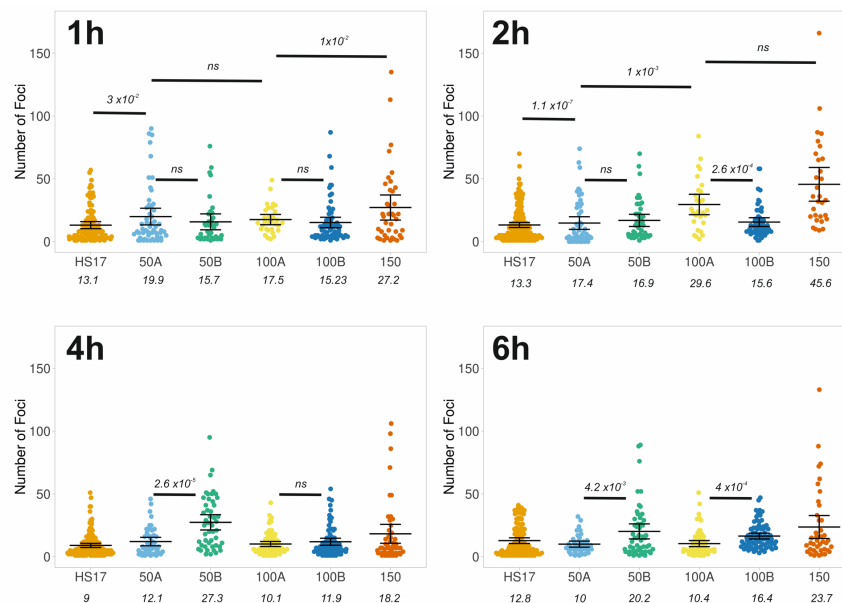 1h
1x10-2
ns
3 x10-2
ns
ns
Number of Foci
150
100
50
0
HS17 50A 50B 100A 100B 150
13.1 19.9 15.7 17.5 15.23 27.2
2h
ns
1 x10-3
1.1 x10-7
ns
2.6 x10-4
Number of Foci
150
100
50
0
HS17 50A 50B 100A 100B 150
13.3 17.4 16.9 29.6 15.6 45.6
4h
2.6 x10-5
ns
Number of Foci
150
100
50
0
HS17 50A 50B 100A 100B 150
9 12.1 27.3 10.1 11.9 18.2
6h
4.2 x10-3
4 x10-4
Number of Foci
150
100
50
0
HS17 50A 50B 100A 100B 150
12.8 10 20.2 10.4 16.4 23.7